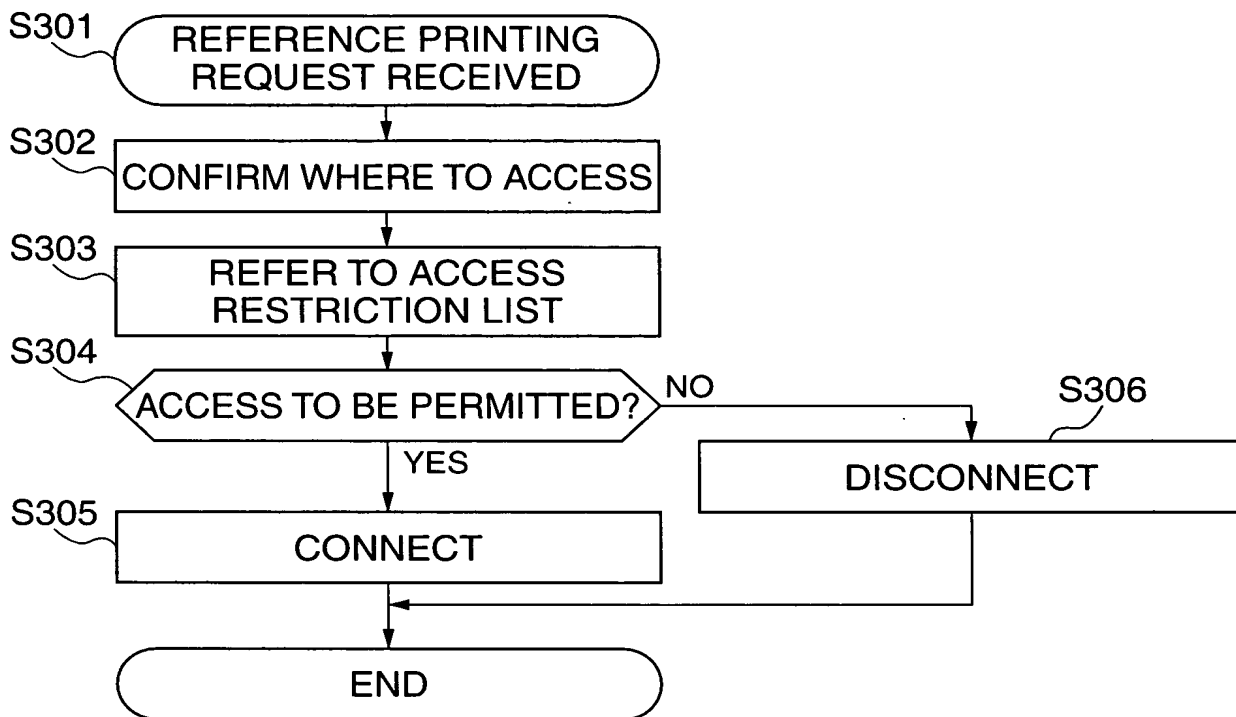 S301
REFERENCE PRINTING
REQUEST RECEIVED
S302
CONFIRM WHERE TO ACCESS
S303
REFER TO ACCESS
RESTRICTION LIST
S304
ACCESS TO BE PERMITTED?
NO
YES
S306
DISCONNECT
S305
CONNECT
END